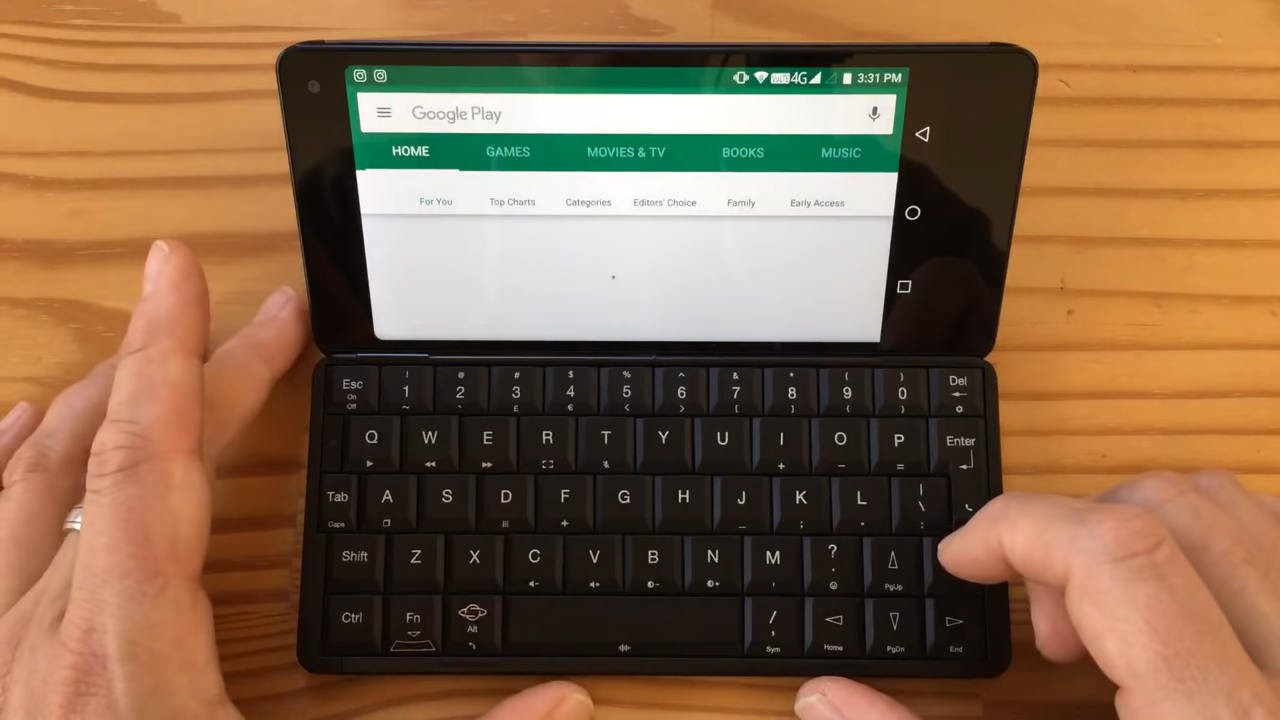 VoLTE 4G 3:31 PM
Google Play
HOME GAMES MOVIES & TV BOOKS MUSIC
For You Top Charts Categories Editors' Choice Family Early Access
! @ # $ % ^ & * ( )
Esc 1 2 3 4 5 6 7 8 9 0 Del
On
Off ~ ` £ € < > [ ] { }
Q W E R T Y U I O P Enter
+ – =
Tab A S D F G H J K L | \
Caps _ ; :
Shift Z X C V B N M ?
' . PgUp
Ctrl Fn Alt / ,
Sym Home PgDn End